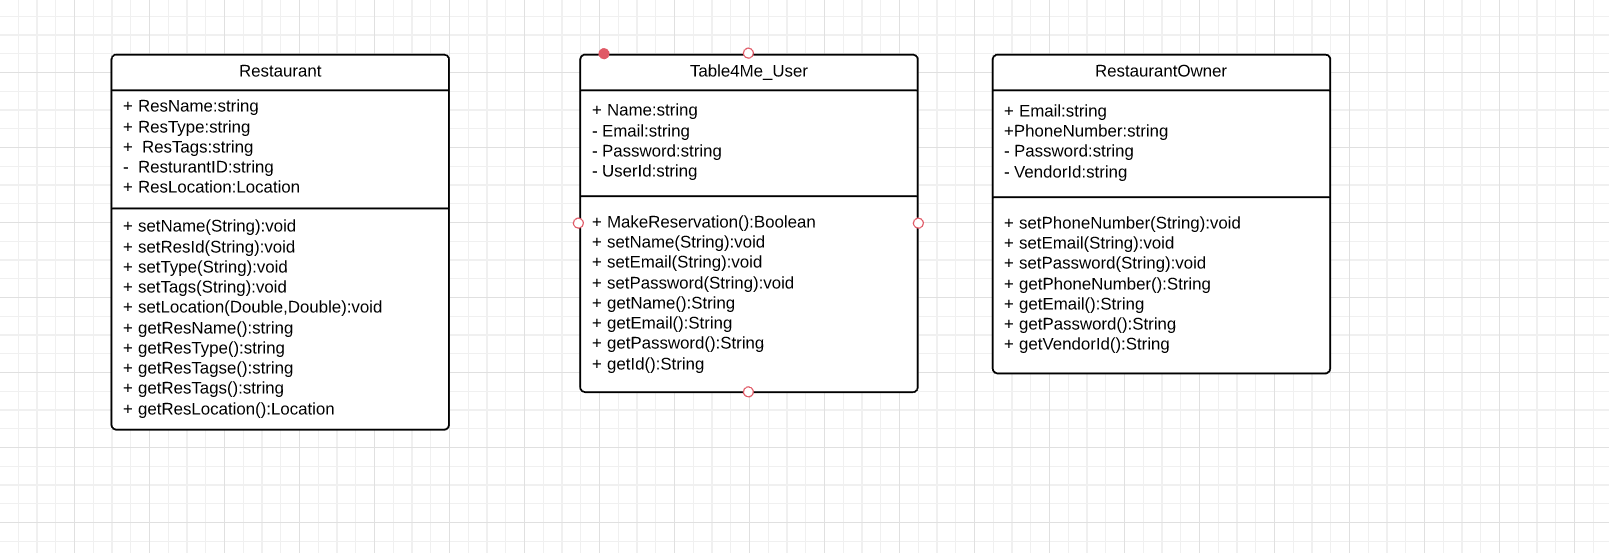 Restaurant
+ ResName:string
+ ResType:string
+  ResTags:string
-  ResturantID:string
+ ResLocation:Location
+ setName(String):void
+ setResId(String):void
+ setType(String):void
+ setTags(String):void
+ setLocation(Double,Double):void
+ getResName():string
+ getResType():string
+ getResTagse():string
+ getResTags():string
+ getResLocation():Location
Table4Me_User
+ Name:string
- Email:string
- Password:string
- UserId:string
+ MakeReservation():Boolean
+ setName(String):void
+ setEmail(String):void
+ setPassword(String):void
+ getName():String
+ getEmail():String
+ getPassword():String
+ getId():String
RestaurantOwner
+ Email:string
+PhoneNumber:string
- Password:string
- VendorId:string
+ setPhoneNumber(String):void
+ setEmail(String):void
+ setPassword(String):void
+ getPhoneNumber():String
+ getEmail():String
+ getPassword():String
+ getVendorId():String